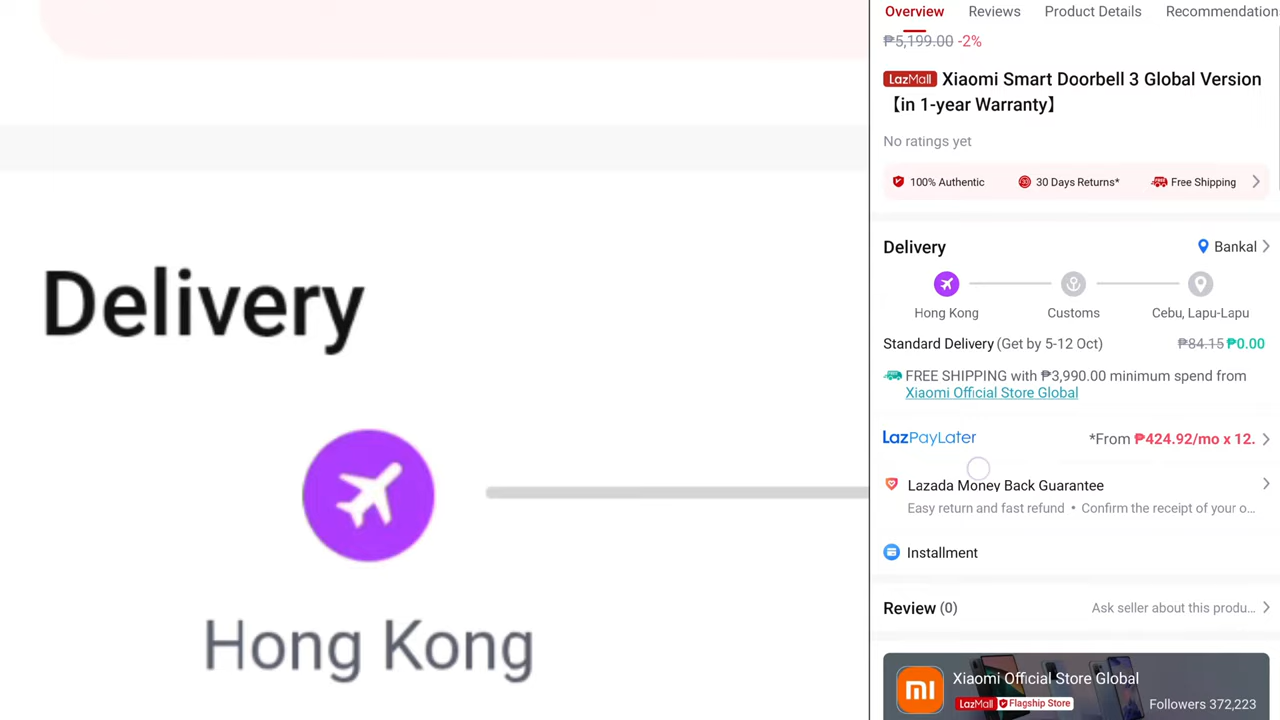 Delivery
Hong Kong
Overview Reviews Product Details Recommendation
₱5,199.00 -2%
LazMall Xiaomi Smart Doorbell 3 Global Version
【in 1-year Warranty】
No ratings yet
100% Authentic 30 Days Returns* Free Shipping
Delivery Bankal
Hong Kong Customs Cebu, Lapu-Lapu
Standard Delivery (Get by 5-12 Oct) ₱84.15 ₱0.00
FREE SHIPPING with ₱3,990.00 minimum spend from
Xiaomi Official Store Global
LazPayLater *From ₱424.92/mo x 12.
Lazada Money Back Guarantee
Easy return and fast refund • Confirm the receipt of your o...
Installment
Review (0) Ask seller about this produ...
Xiaomi Official Store Global
LazMall Flagship Store Followers 372,223